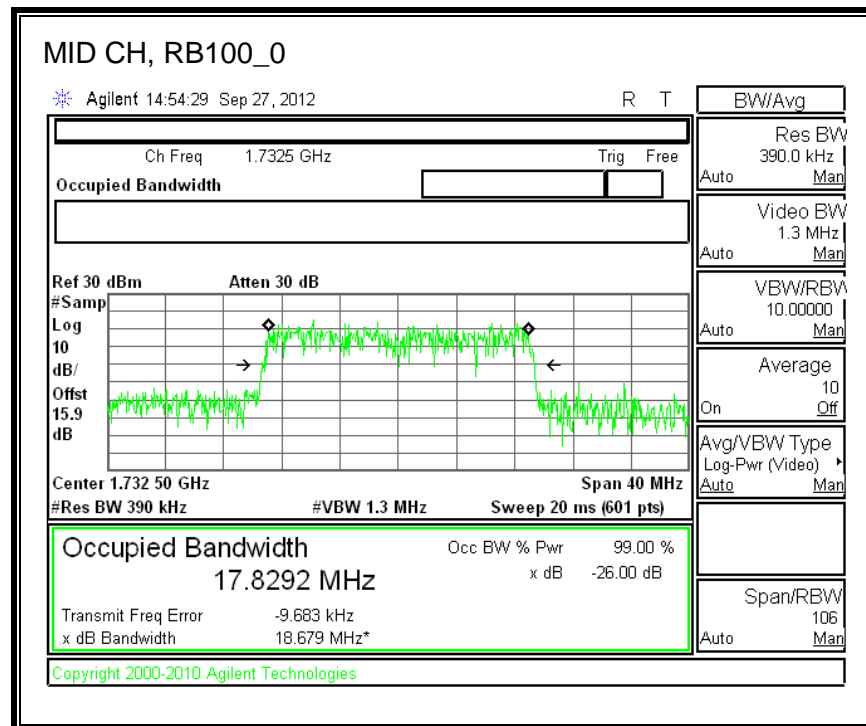 MID CH, RB100_0
Agilent 14:54:29 Sep 27, 2012 R T
BW/Avg
Ch Freq 1.7325 GHz Trig Free
Occupied Bandwidth
Res BW
390.0 kHz
Auto Man
Video BW
1.3 MHz
Auto Man
VBW/RBW
10.00000
Auto Man
Average
10
On Off
Avg/VBW Type
Log-Pwr (Video)
Auto Man
Span/RBW
106
Auto Man
Ref 30 dBm Atten 30 dB
#Samp
Log
10
dB/
Offst
15.9
dB
Center 1.732 50 GHz Span 40 MHz
#Res BW 390 kHz #VBW 1.3 MHz Sweep 20 ms (601 pts)
Occupied Bandwidth
17.8292 MHz
Occ BW % Pwr 99.00 %
x dB -26.00 dB
Transmit Freq Error -9.683 kHz
x dB Bandwidth 18.679 MHz*
Copyright 2000-2010 Agilent Technologies